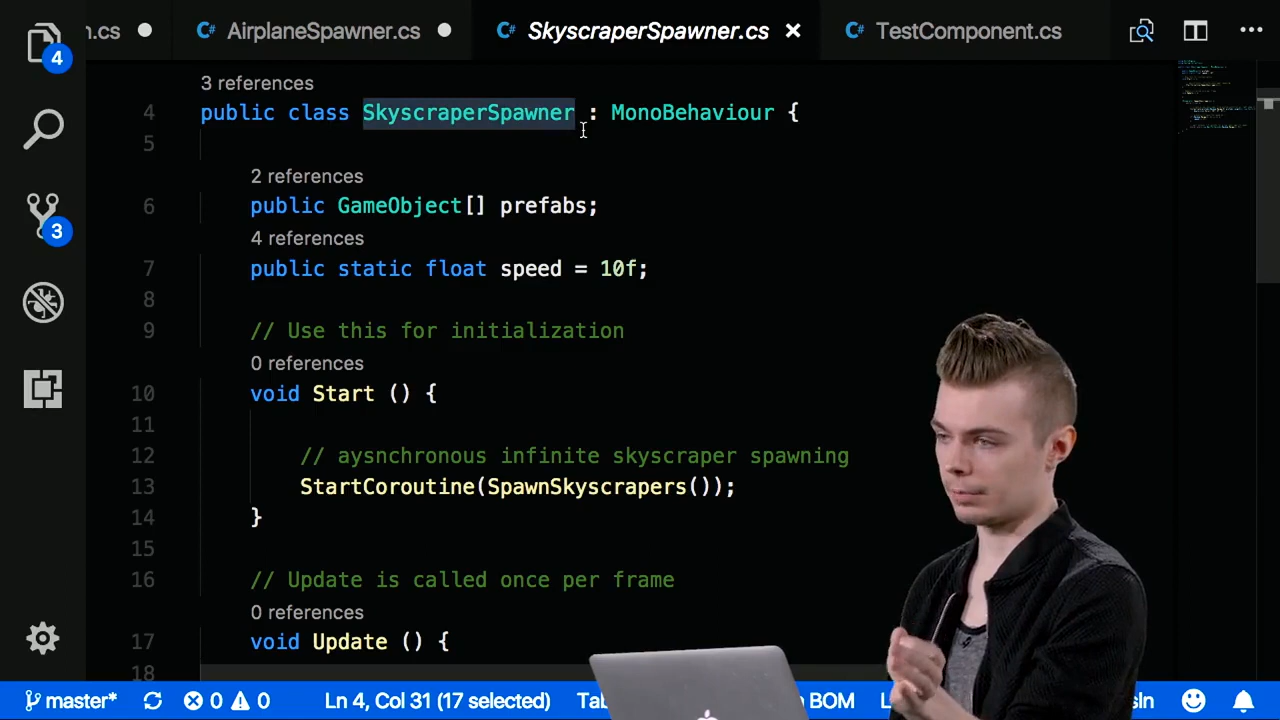 n.cs
AirplaneSpawner.cs
SkyscraperSpawner.cs
TestComponent.cs
4
3 references
4 public class SkyscraperSpawner : MonoBehaviour {
5
2 references
6 public GameObject[] prefabs;
4 references
7 public static float speed = 10f;
8
9 // Use this for initialization
0 references
10 void Start () {
11
12 // aysnchronous infinite skyscraper spawning
13 StartCoroutine(SpawnSkyscrapers());
14 }
15
16 // Update is called once per frame
0 references
17 void Update () {
18
3
master* 0 0 Ln 4, Col 31 (17 selected) BOM